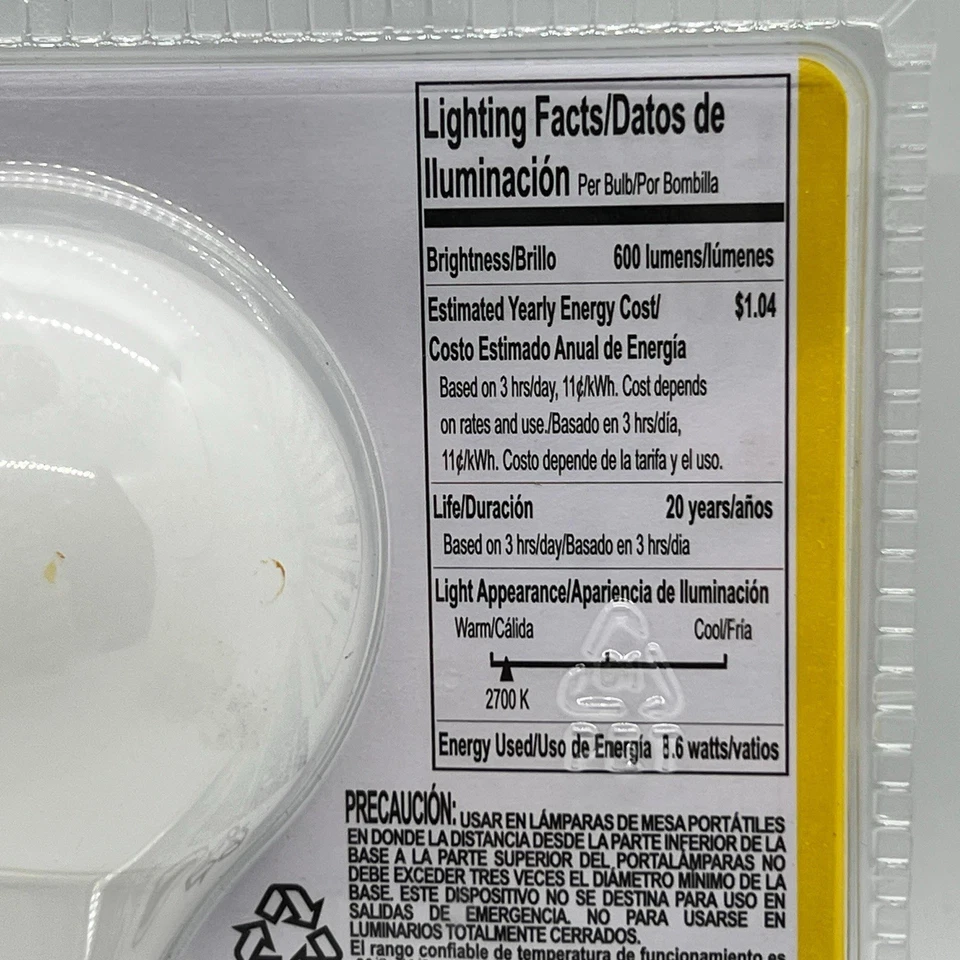 Lighting Facts/Datos de
Iluminación Per Bulb/Por Bombilla
Brightness/Brillo 600 lumens/lúmenes
Estimated Yearly Energy Cost/ $1.04
Costo Estimado Anual de Energía
Based on 3 hrs/day, 11¢/kWh. Cost depends
on rates and use./Basado en 3 hrs/día,
11¢/kWh. Costo depende de la tarifa y el uso.
Life/Duración 20 years/años
Based on 3 hrs/day/Basado en 3 hrs/dia
Light Appearance/Apariencia de Iluminación
Warm/Cálida Cool/Fría
2700 K
Energy Used/Uso de Energía 8.6 watts/vatios
PRECAUCIÓN: USAR EN LÁMPARAS DE MESA PORTÁTILES
EN DONDE LA DISTANCIA DESDE LA PARTE INFERIOR DE LA
BASE A LA PARTE SUPERIOR DEL PORTALÁMPARAS NO
DEBE EXCEDER TRES VECES EL DIÁMETRO MÍNIMO DE LA
BASE. ESTE DISPOSITIVO NO SE DESTINA PARA USO EN
SALIDAS DE EMERGENCIA. NO PARA USARSE EN
LUMINARIOS TOTALMENTE CERRADOS.
El rango confiable de temperatura de funcionamiento es